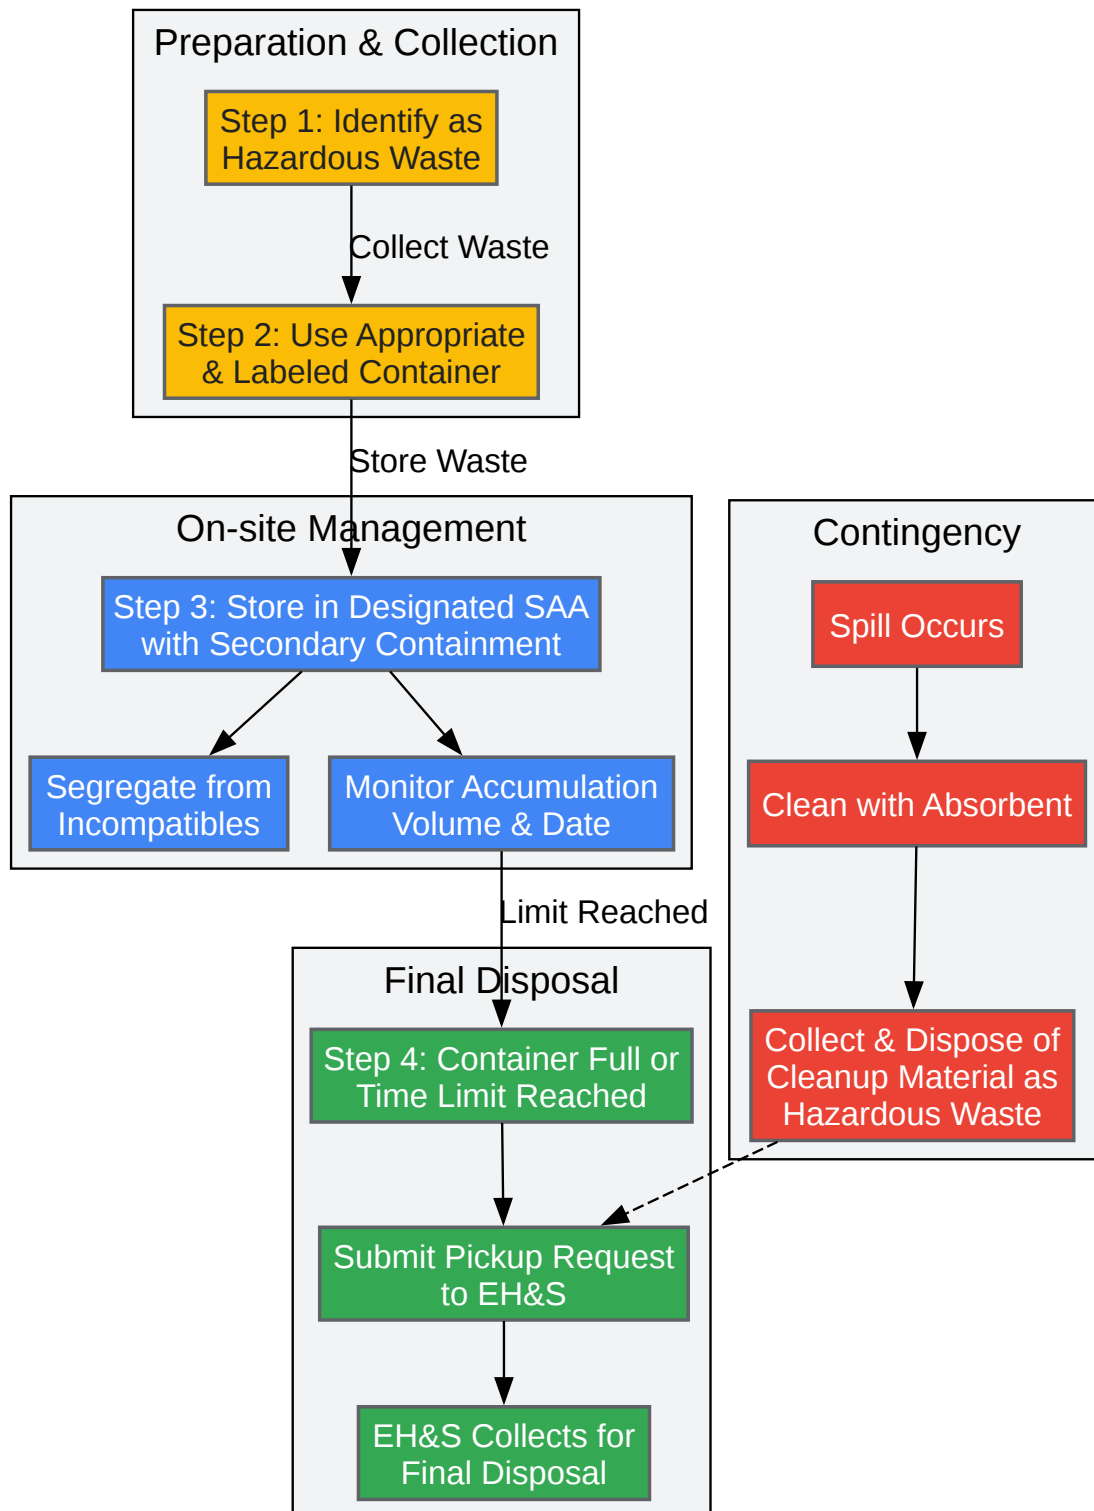 Preparation & Collection
Step 1: Identify as
Hazardous Waste
Collect Waste
Step 2: Use Appropriate
& Labeled Container
Store Waste
On-site Management
Step 3: Store in Designated SAA
with Secondary Containment
Segregate from
Incompatibles
Monitor Accumulation
Volume & Date
Limit Reached
Final Disposal
Step 4: Container Full or
Time Limit Reached
Submit Pickup Request
to EH&S
EH&S Collects for
Final Disposal
Contingency
Spill Occurs
Clean with Absorbent
Collect & Dispose of
Cleanup Material as
Hazardous Waste